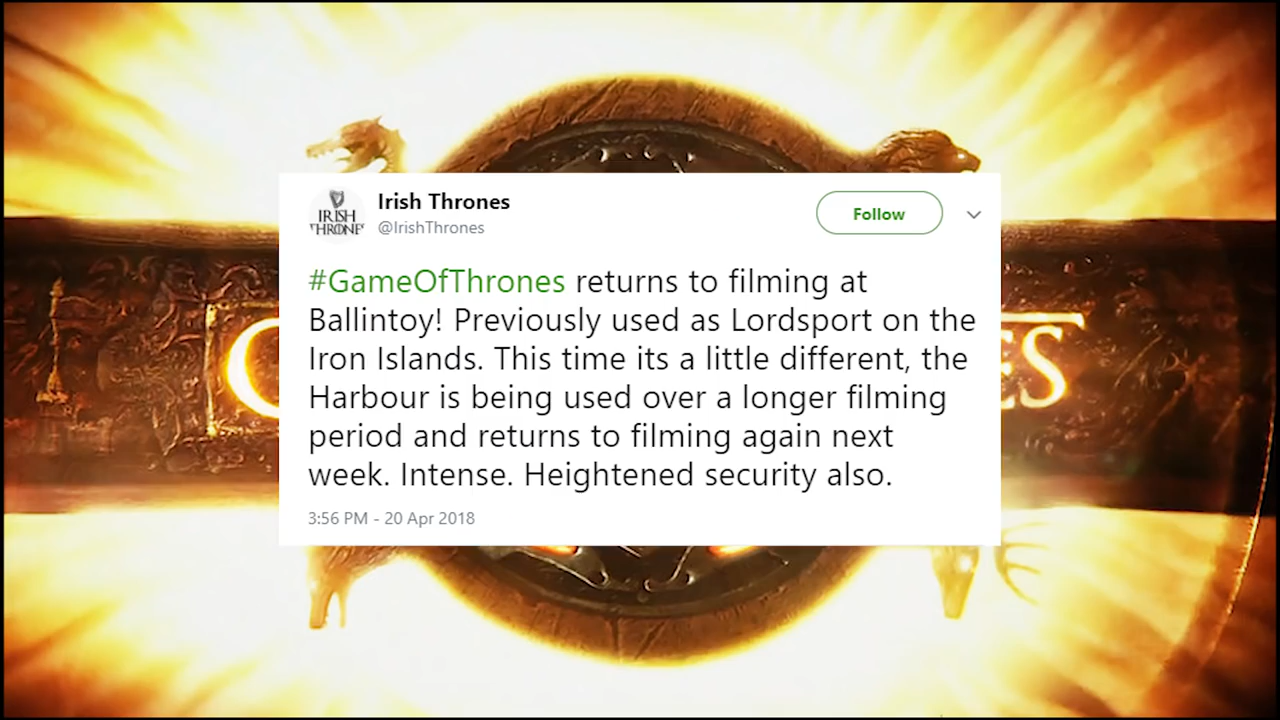 Irish Thrones
@IrishThrones
Follow
IRISH
THRONE
#GameOfThrones returns to filming at
Ballintoy! Previously used as Lordsport on the
Iron Islands. This time its a little different, the
Harbour is being used over a longer filming
period and returns to filming again next
week. Intense. Heightened security also.
3:56 PM - 20 Apr 2018